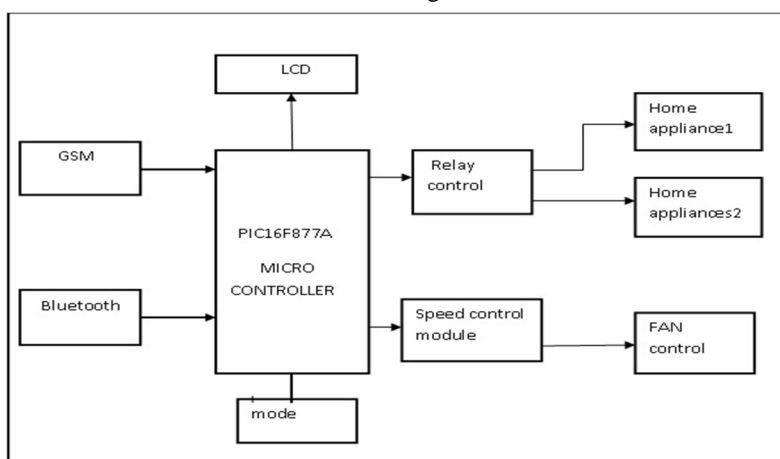 LCD
Home
appliance1
GSM
Relay
control
Home
appliances2
PIC16F877A
MICRO
CONTROLLER
Bluetooth
Speed control
module
FAN
control
mode